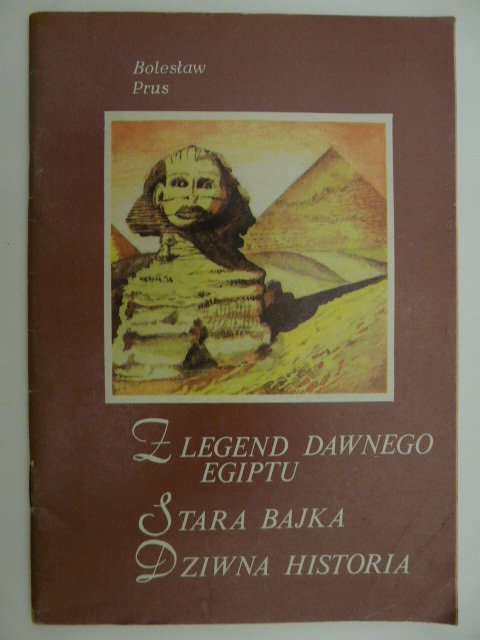 Bolesław
Prus
Z LEGEND DAWNEGO
EGIPTU
STARA BAJKA
DZIWNA HISTORIA